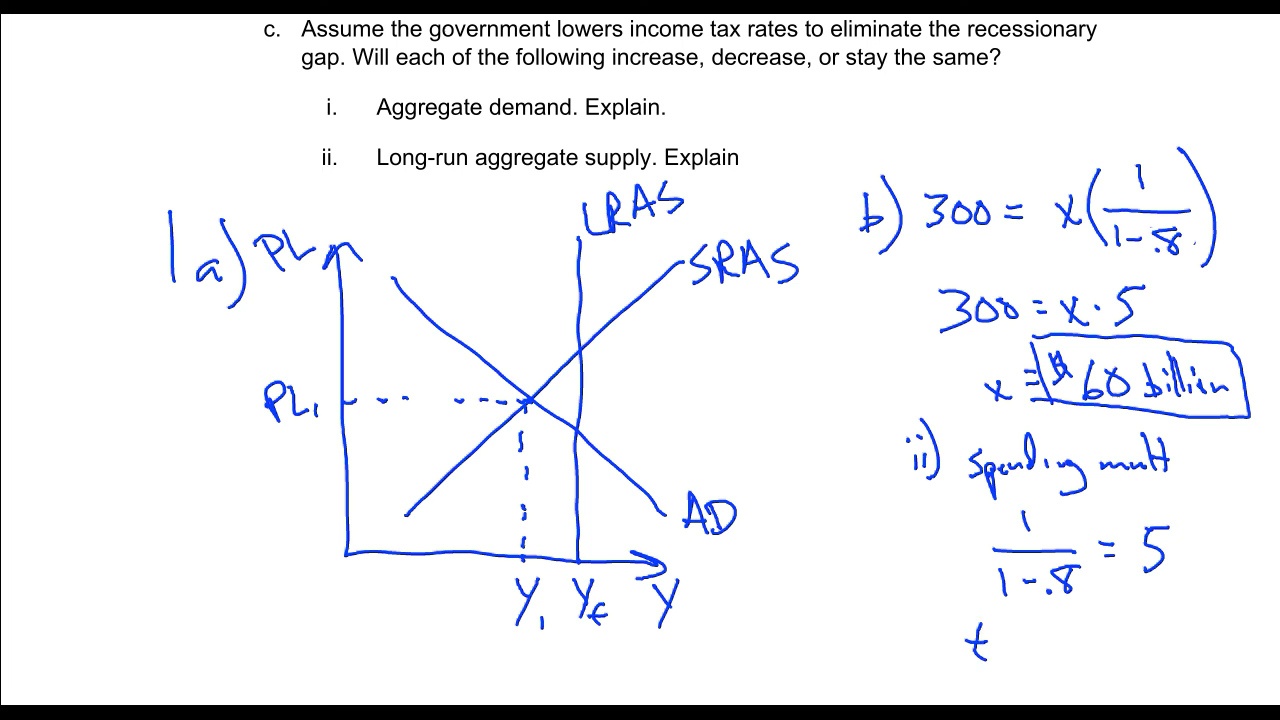 c. Assume the government lowers income tax rates to eliminate the recessionary
gap. Will each of the following increase, decrease, or stay the same?
i. Aggregate demand. Explain.
ii. Long-run aggregate supply. Explain
1 a)
PL
LRAS
SRAS
PL1
AD
Y1 Yf Y
b) 300 = x(1/1-.8)
300 = x · 5
x = $60 billion
ii) spending mult
1/1-.8 = 5
t